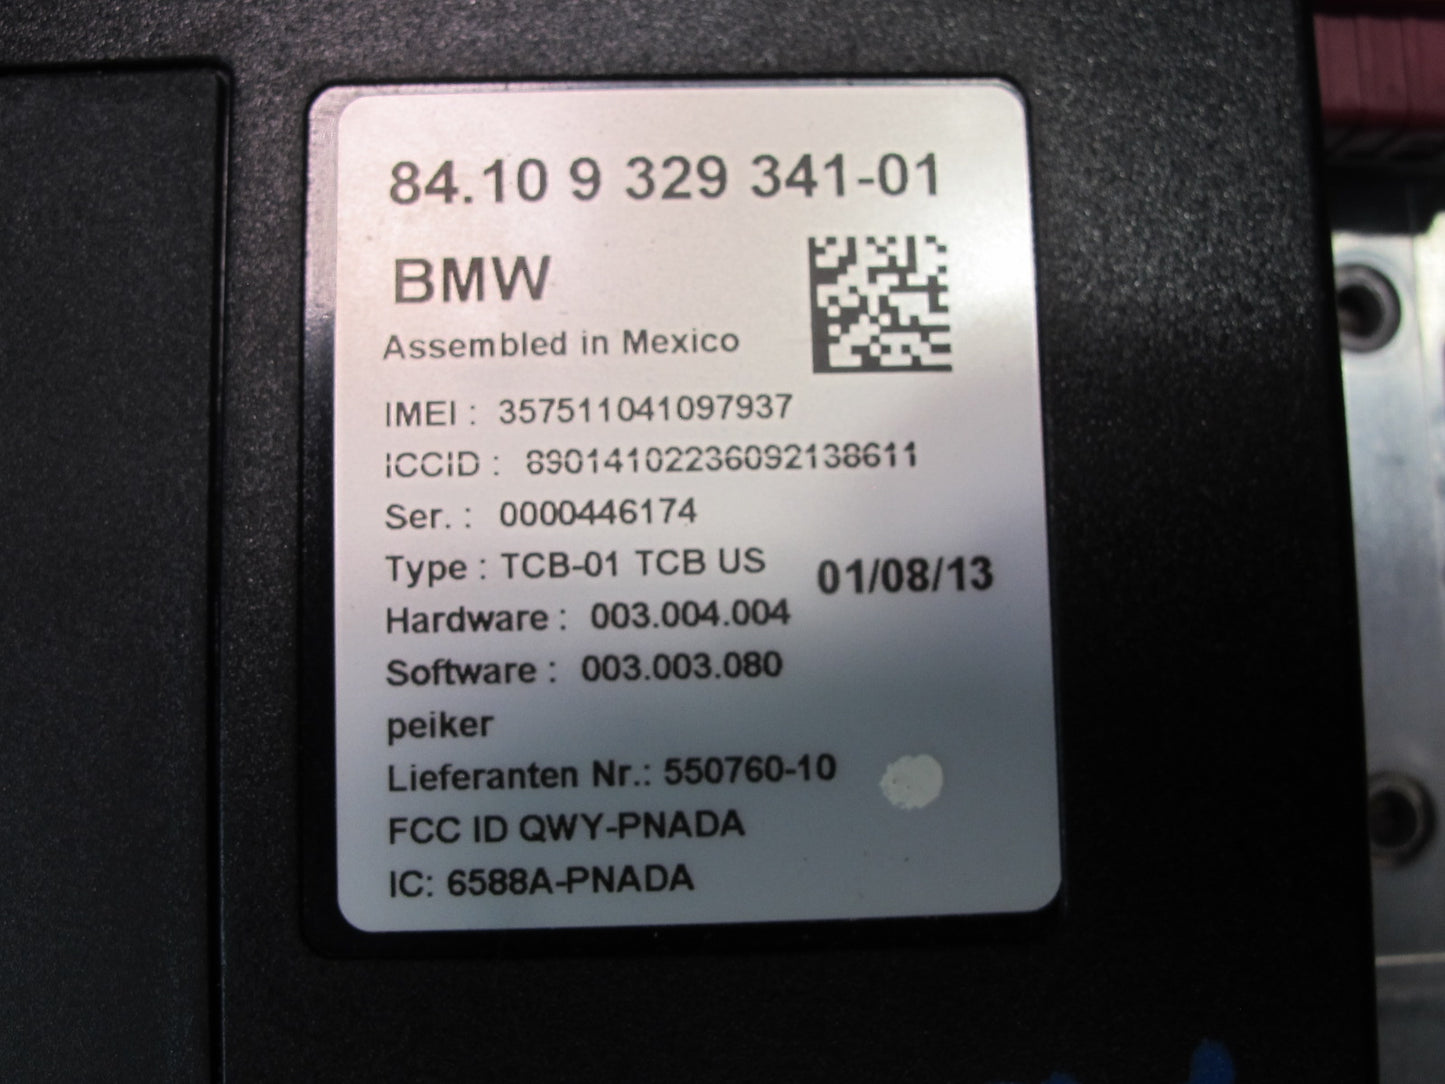 84.10 9 329 341-01
BMW
Assembled in Mexico
IMEI : 357511041097937
ICCID : 89014102236092138611
Ser. : 0000446174
Type : TCB-01 TCB US
01/08/13
Hardware : 003.004.004
Software : 003.003.080
peiker
Lieferanten Nr.: 550760-10
FCC ID QWY-PNADA
IC: 6588A-PNADA